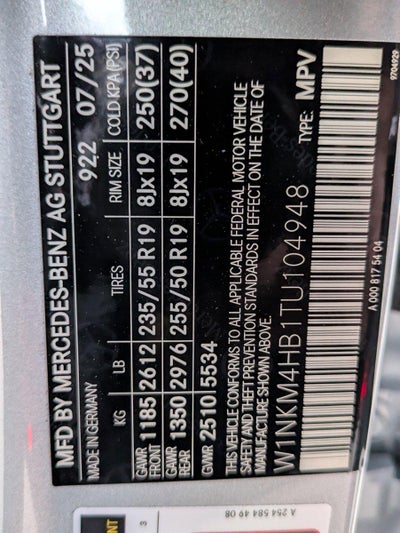 MFD BY MERCEDES-BENZ AG STUTTGART
MADE IN GERMANY 922 07/25
KG LB TIRES RIM SIZE COLD KPA (PSI)
GAWR FRONT 1185 2612 235/55 R19 8Jx19 250(37)
GAWR REAR 1350 2976 255/50 R19 8Jx19 270(40)
GWR 2510 5534
THIS VEHICLE CONFORMS TO ALL APPLICABLE FEDERAL MOTOR VEHICLE
SAFETY AND THEFT PREVENTION STANDARDS IN EFFECT ON THE DATE OF
MANUFACTURE SHOWN ABOVE.
W1NKM4HB1TU104948 TYPE: MPV
A 000 817 54 04
9704929
A 254 584 49 08
3